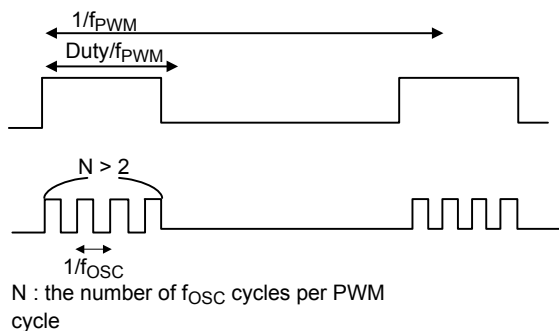 1/fPWM
Duty/fPWM
N > 2
1/fOSC
N : the number of fOSC cycles per PWM
cycle